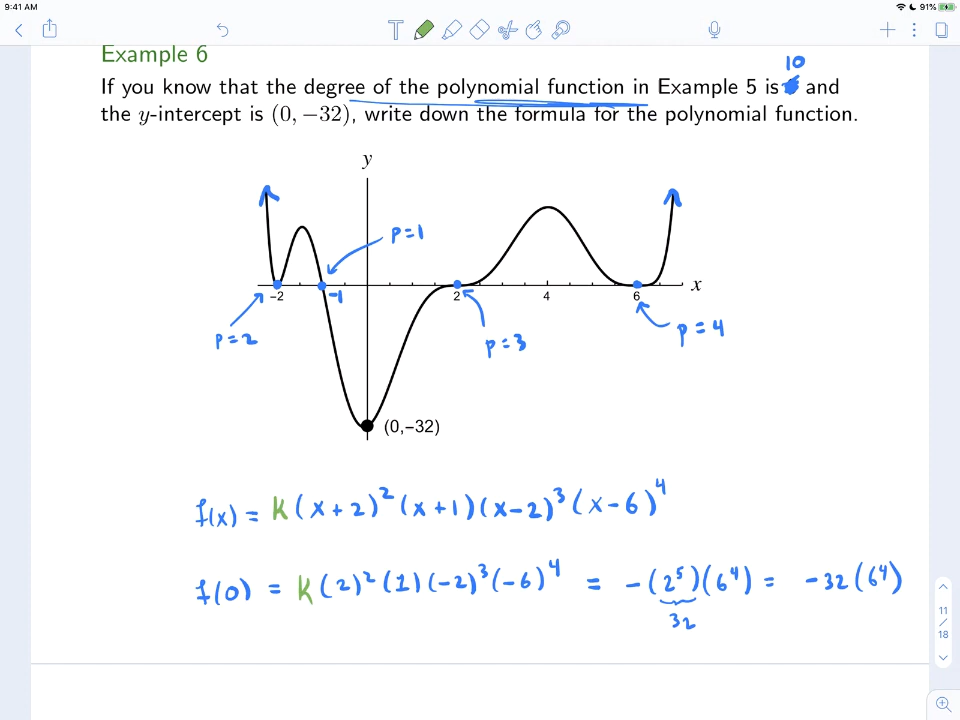 9:41 AM
91%
T
Example 6
10
If you know that the degree of the polynomial function in Example 5 is and
the y-intercept is (0, −32), write down the formula for the polynomial function.
y
P=1
x
−2
-1
2
4
6
P=2
P=3
P=4
(0,−32)
f(x) = K(x+2)²(x+1)(x-2)³(x-6)⁴
f(0) = K(2)²(1)(-2)³(-6)⁴ = -(2⁵)(6⁴) = -32(6⁴)
32
11
/
18